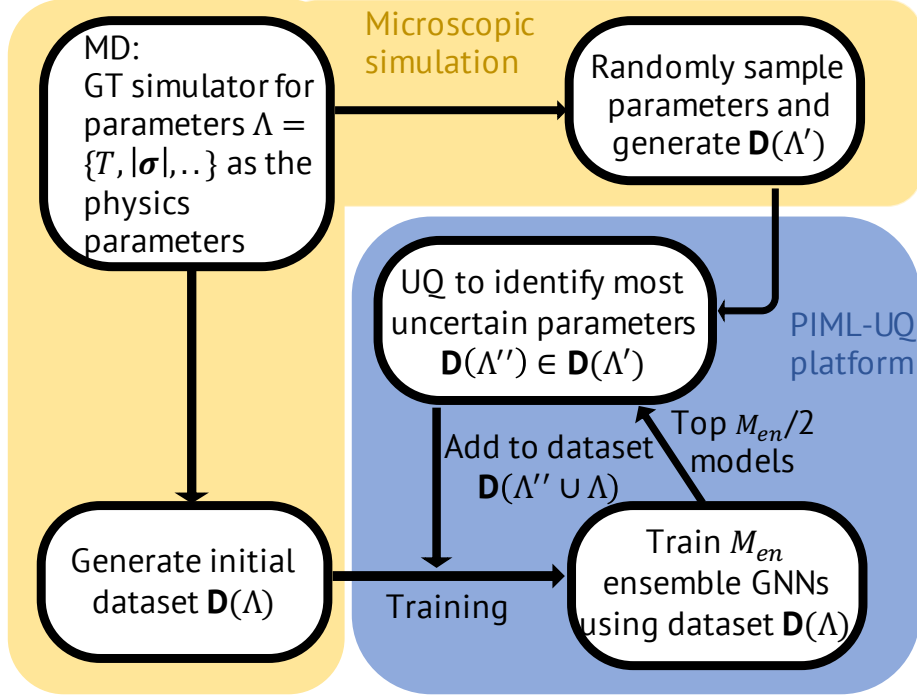 MD:
GT simulator for
parameters Λ =
{T, |σ|, . . } as the
physics
parameters
Microscopic
simulation
Randomly sample
parameters and
generate D(Λ′)
UQ to identify most
uncertain parameters
D(Λ′′) ∈ D(Λ′)
PIML-UQ
platform
Add to dataset
D(Λ′′ ∪ Λ)
Top M_en/2
models
Generate initial
dataset D(Λ)
Training
Train M_en
ensemble GNNs
using dataset D(Λ)